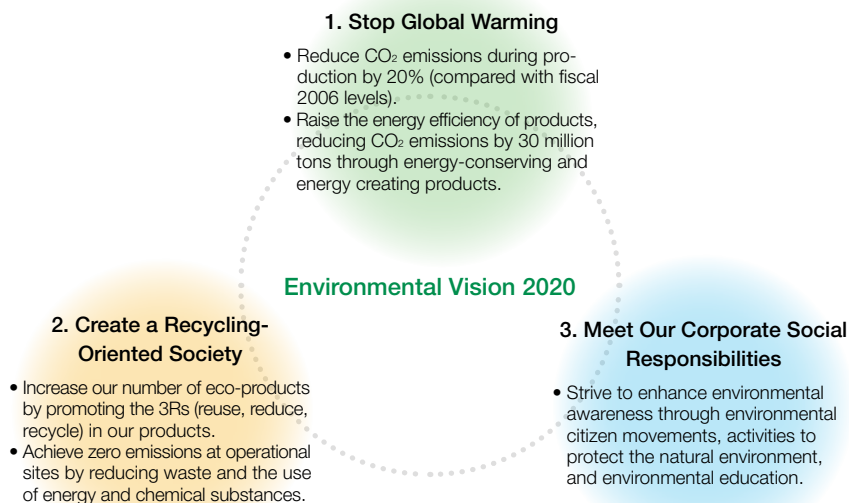 1. Stop Global Warming
• Reduce CO₂ emissions during pro-
duction by 20% (compared with fiscal
2006 levels).
• Raise the energy efficiency of products,
reducing CO₂ emissions by 30 million
tons through energy-conserving and
energy creating products.
Environmental Vision 2020
2. Create a Recycling-
Oriented Society
• Increase our number of eco-products
by promoting the 3Rs (reuse, reduce,
recycle) in our products.
• Achieve zero emissions at operational
sites by reducing waste and the use
of energy and chemical substances.
3. Meet Our Corporate Social
Responsibilities
• Strive to enhance environmental
awareness through environmental
citizen movements, activities to
protect the natural environment,
and environmental education.